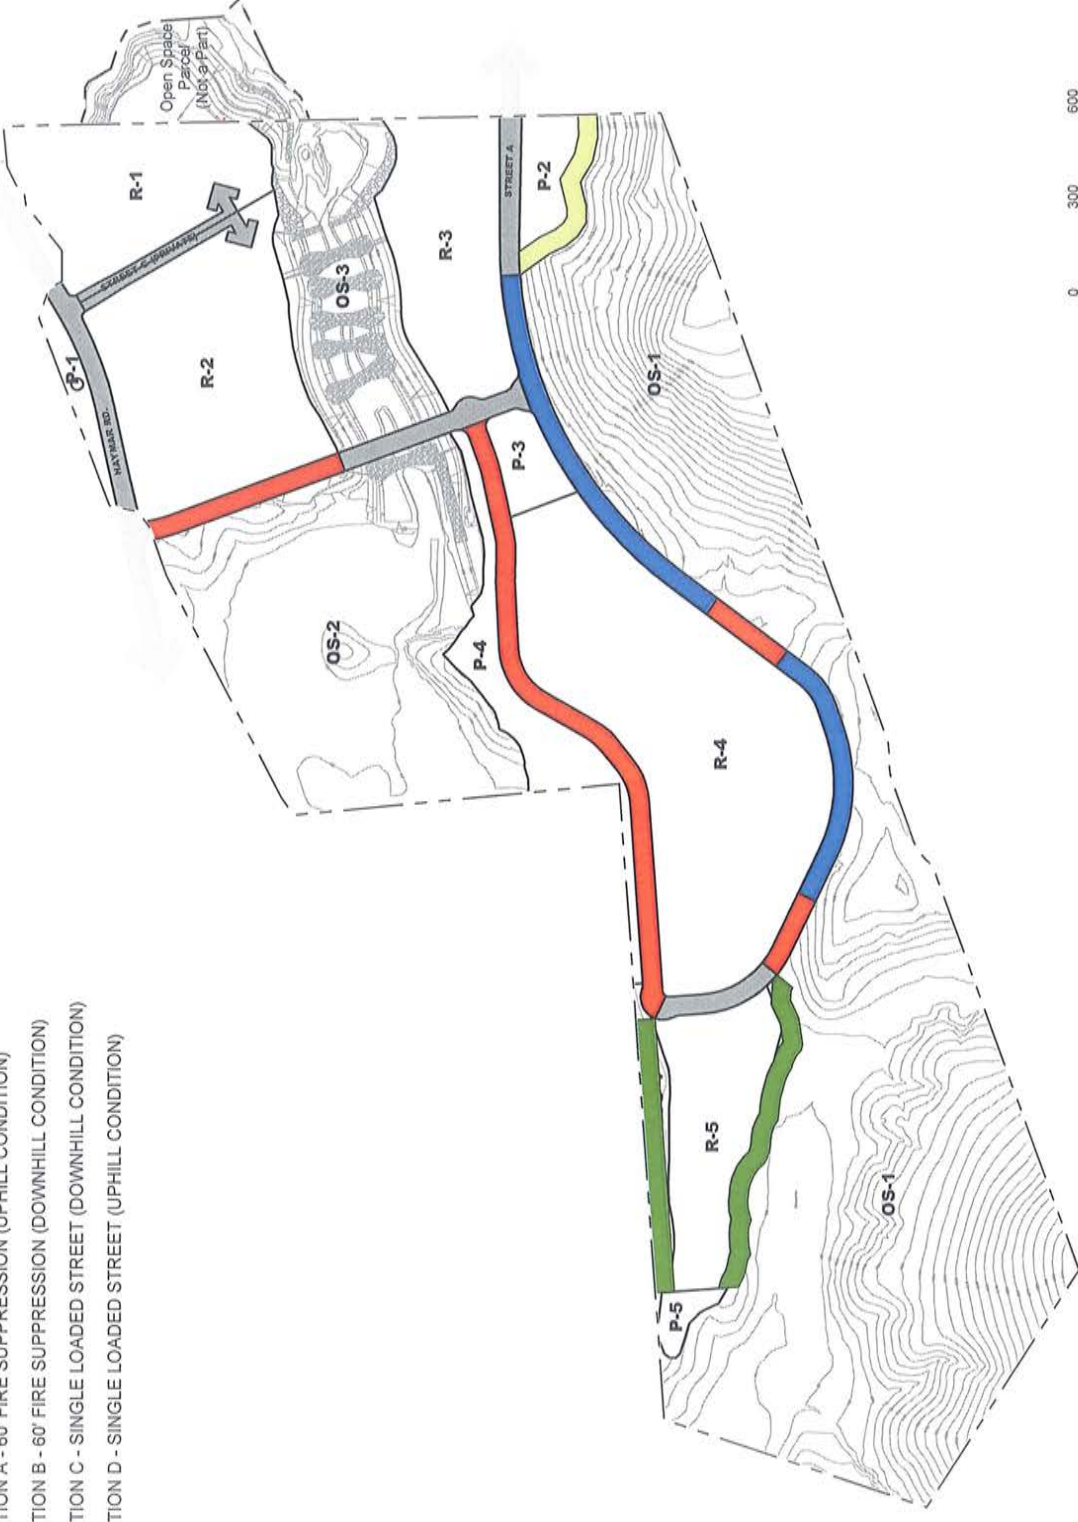 TION A - 60' FIRE SUPPRESSION (UPHILL CONDITION)
TION B - 60' FIRE SUPPRESSION (DOWNHILL CONDITION)
TION C - SINGLE LOADED STREET (DOWNHILL CONDITION)
TION D - SINGLE LOADED STREET (UPHILL CONDITION)
Open Space
Parcel
(Not a Part)
R-1
STREET C (PRIVATE)
P-1
HAYMAR RD.
R-2
OS-3
R-3
STREET A
P-2
OS-1
P-3
OS-2
P-4
R-4
R-5
P-5
OS-1
0 300 600